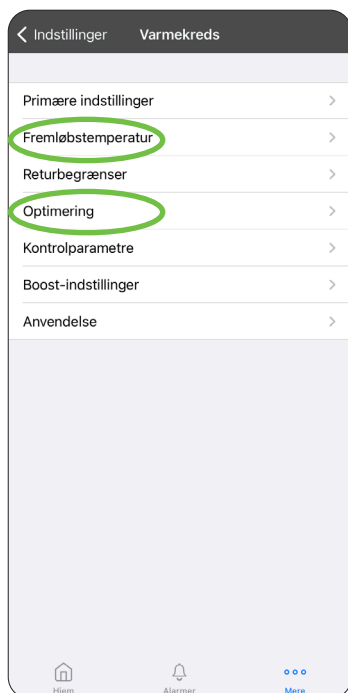 Indstillinger Varmekreds
Primære indstillinger
Fremløbstemperatur
Returbegrænser
Optimering
Kontrolparametre
Boost-indstillinger
Anvendelse
Hjem Alarmer Mere